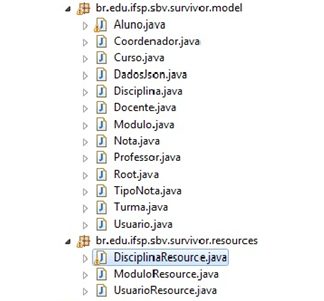 br.edu.ifsp.sbv.survivor.model
Aluno.java
Coordenador.java
Curso.java
DadosJson.java
Disciplina.java
Docente.java
Modulo.java
Nota.java
Professor.java
Root.java
TipoNota.java
Turma.java
Usuario.java
br.edu.ifsp.sbv.survivor.resources
DisciplinaResource.java
ModuloResource.java
UsuarioResource.java